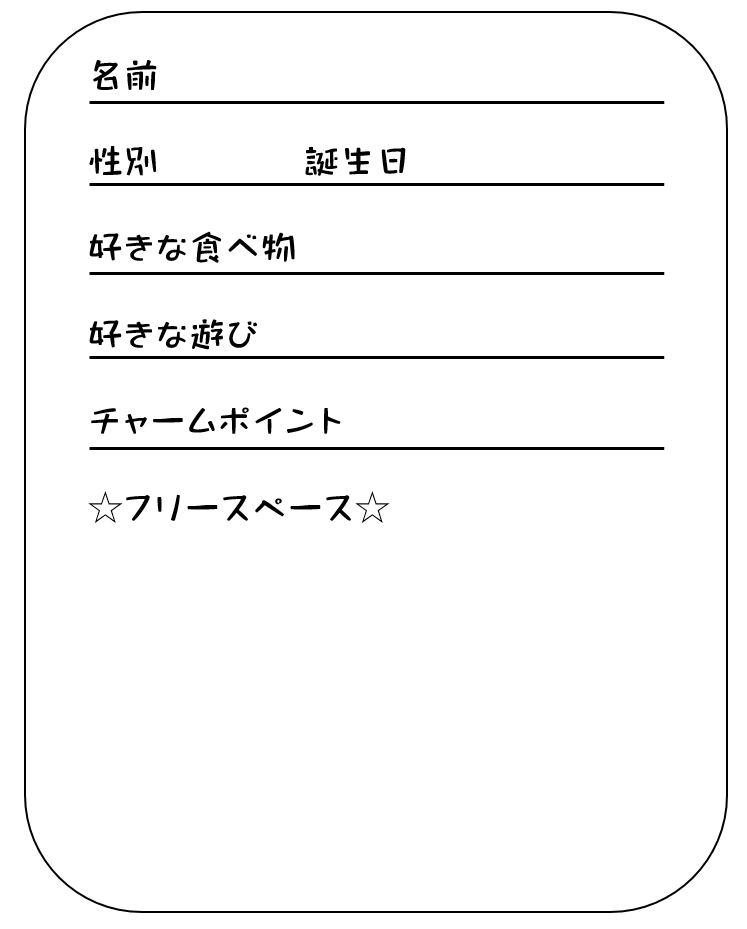 名前
性別 誕生日
好きな食べ物
好きな遊び
チャームポイント
☆フリースペース☆